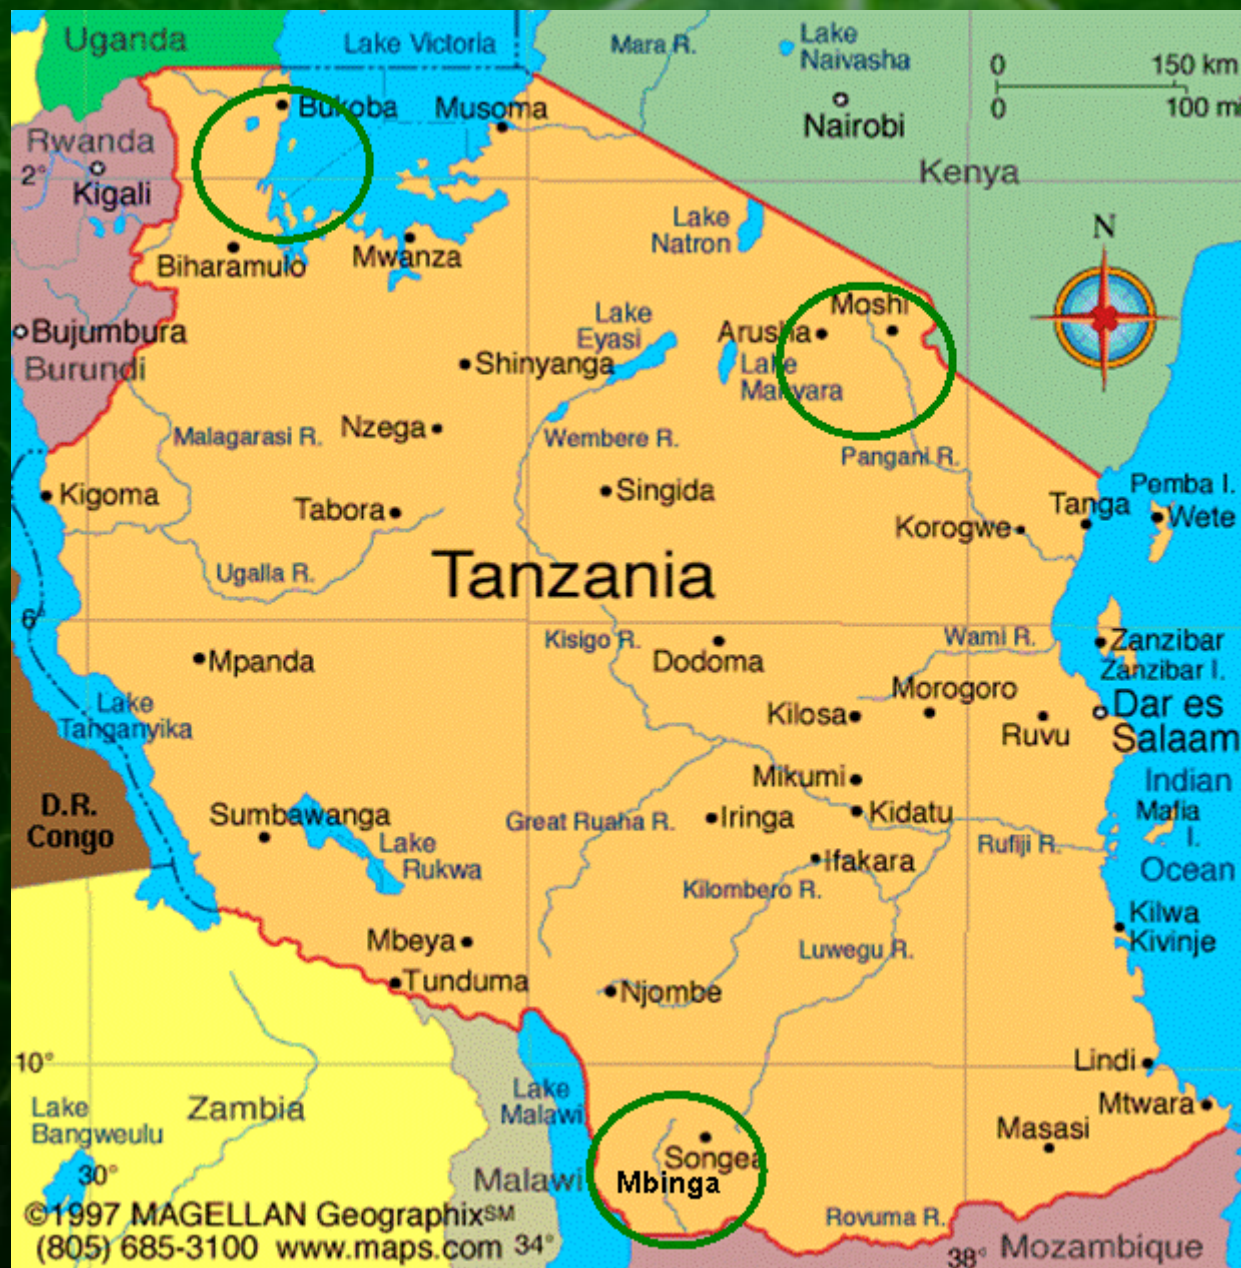 Uganda
Lake Victoria
Mara R.
Lake
Naivasha
0 150 km
0 100 mi
Nairobi
Bukoba
Musoma
Rwanda
2°
Kigali
Kenya
Lake
Natron
N
Biharamulo
Mwanza
Bujumbura
Burundi
Lake
Eyasi
Moshi
Arusha
Lake
Manyara
Shinyanga
Malagarasi R.
Nzega
Wembere R.
Pangani R.
Kigoma
Tabora
Singida
Pemba I.
Tanga
Wete
Korogwe
Ugalla R.
Tanzania
6°
Kisigo R.
Wami R.
Zanzibar
Zanzibar I.
Mpanda
Dodoma
Morogoro
Lake
Tanganyika
Kilosa
Ruvu
Dar es
Salaam
Mikumi
Indian
Ocean
Mafia
I.
D.R.
Congo
Sumbawanga
Lake
Rukwa
Great Ruaha R.
Iringa
Kidatu
Rufiji R.
Ifakara
Kilombero R.
Kilwa
Kivinje
Mbeya
Luwegu R.
Tunduma
Njombe
10°
Lindi
Lake
Malawi
Mtwara
Lake
Bangweulu
Zambia
Masasi
Songea
Mbinga
30°
Malawi
Rovuma R.
©1997 MAGELLAN Geographix℠
(805) 685-3100 www.maps.com
34°
38°
Mozambique